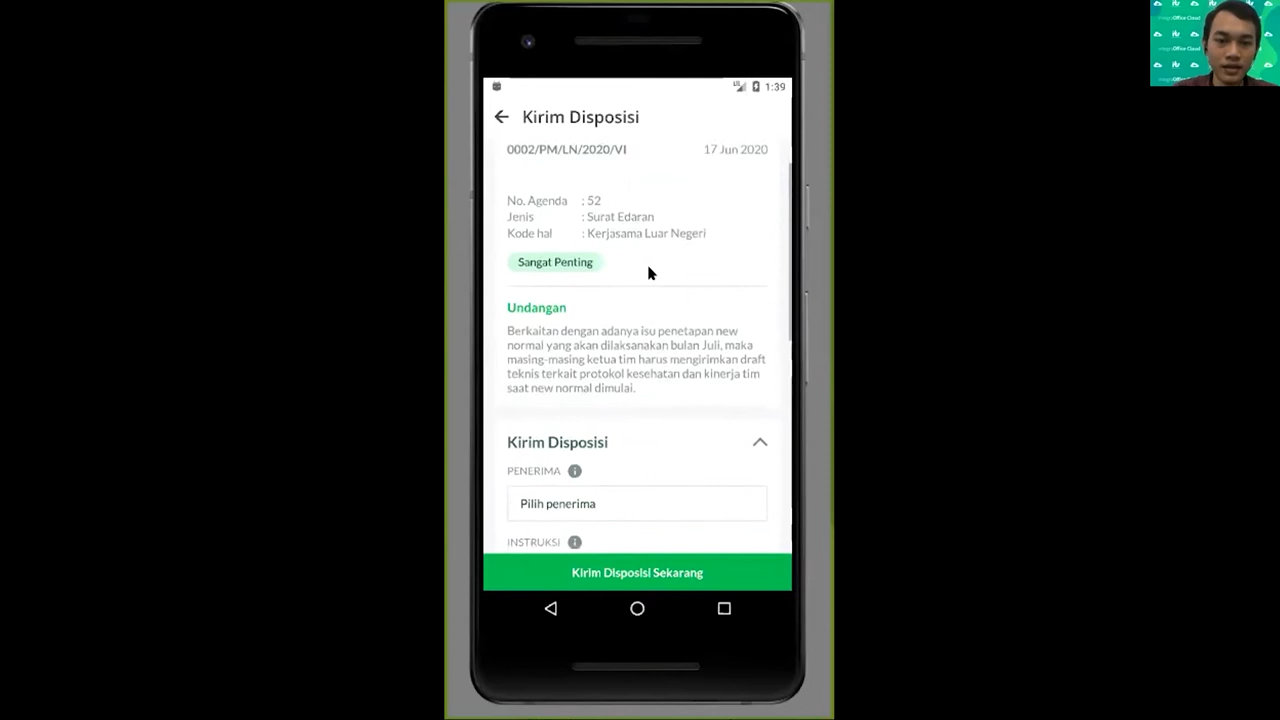 1:39
Kirim Disposisi
0002/PM/LN/2020/VI 17 Jun 2020
No. Agenda : 52
Jenis : Surat Edaran
Kode hal : Kerjasama Luar Negeri
Sangat Penting
Undangan
Berkaitan dengan adanya isu penetapan new
normal yang akan dilaksanakan bulan Juli, maka
masing-masing ketua tim harus mengirimkan draft
teknis terkait protokol kesehatan dan kinerja tim
saat new normal dimulai.
Kirim Disposisi
PENERIMA
Pilih penerima
INSTRUKSI
Kirim Disposisi Sekarang
Office Cloud